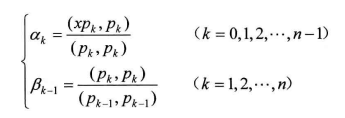 α_k = (xp_k, p_k) / (p_k, p_k) (k = 0,1,2,⋯,n−1)
β_{k−1} = (p_k, p_k) / (p_{k−1}, p_{k−1}) (k = 1,2,⋯,n)